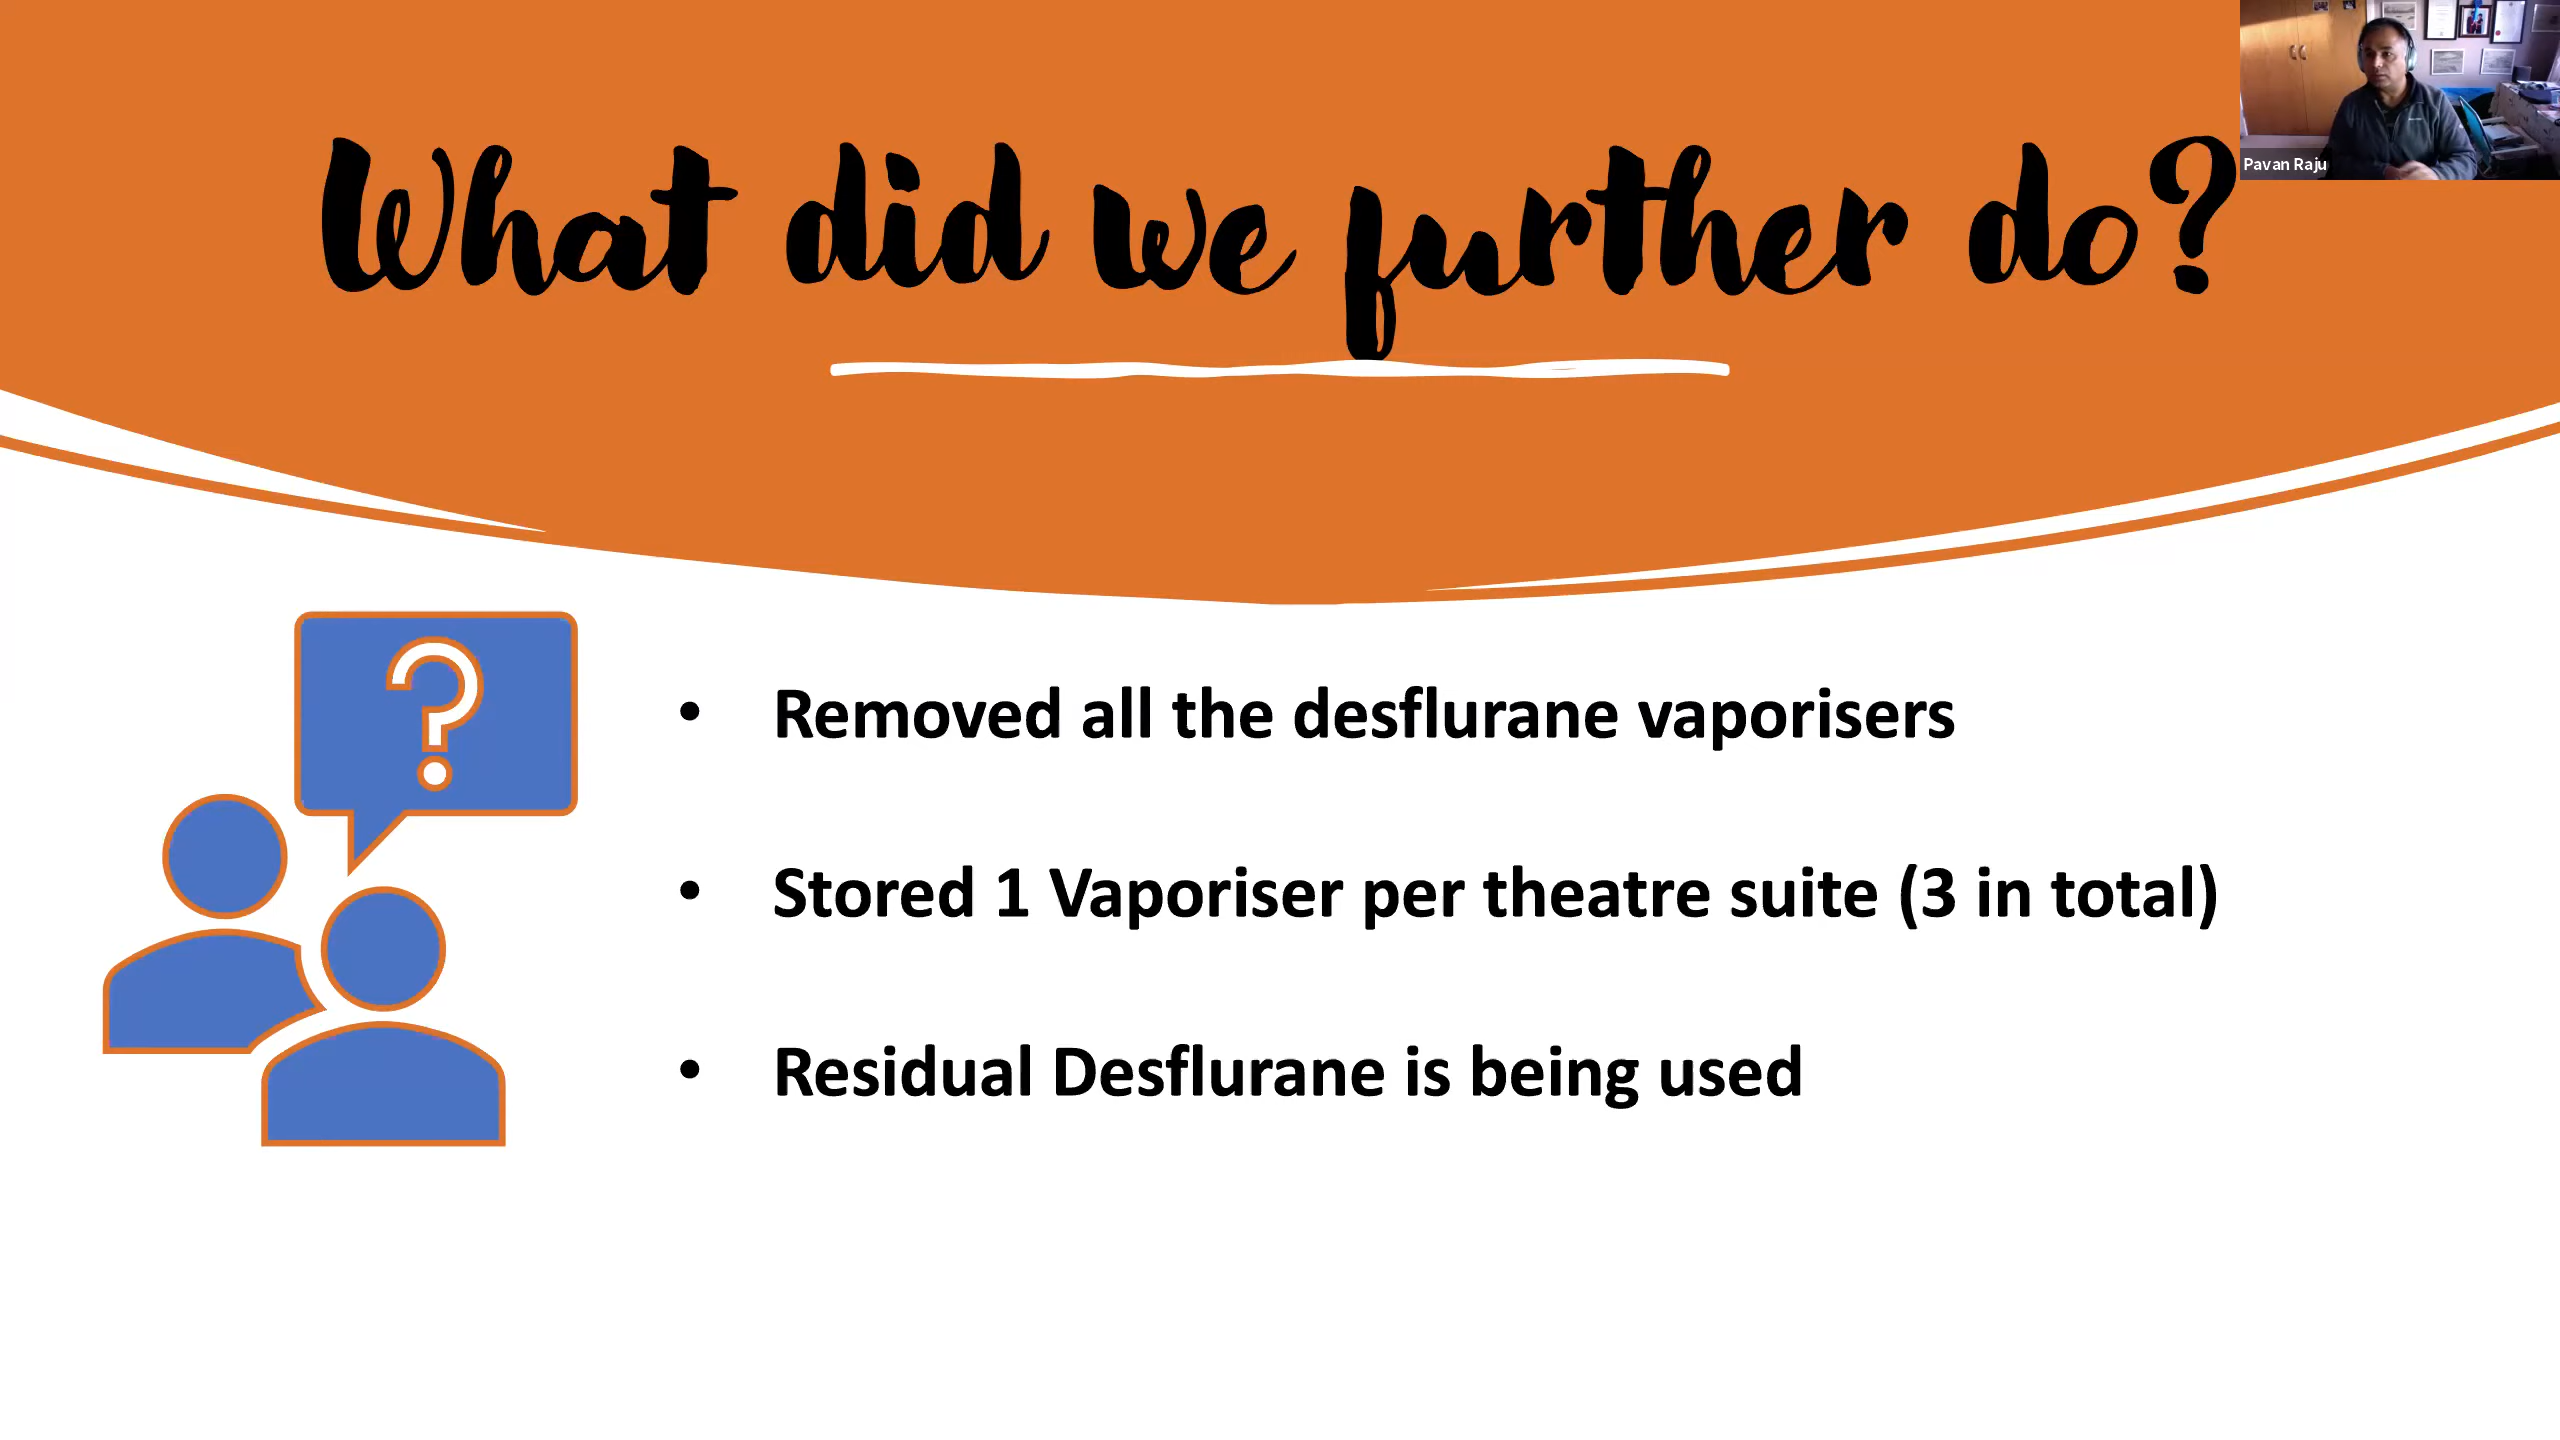 What did we further do?
Pavan Raju
• Removed all the desflurane vaporisers
• Stored 1 Vaporiser per theatre suite (3 in total)
• Residual Desflurane is being used
?